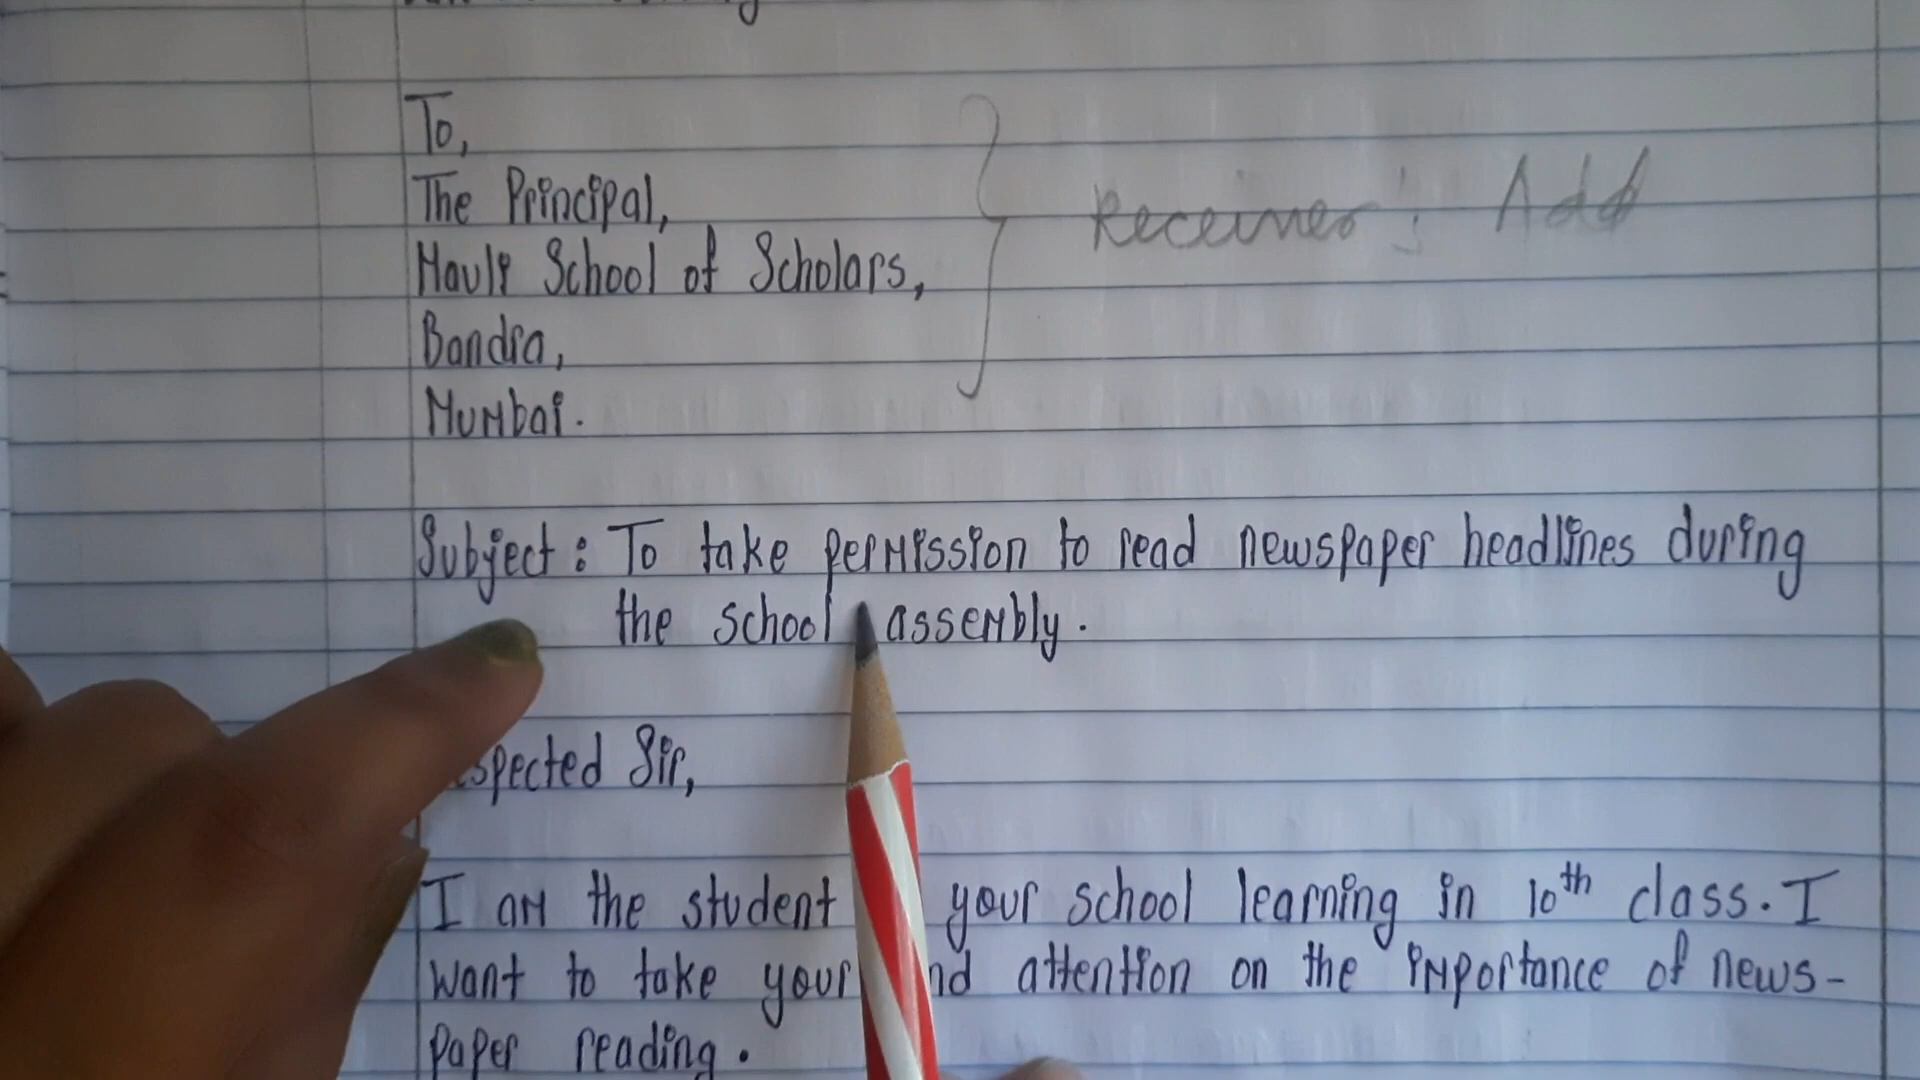 To,
The Principal,
Mauli School of Scholars,
Bandra,
Mumbai.
Receiver's Add
Subject : To take permission to read newspaper headlines during
the school assembly.
spected Sir,
I am the student your school learning in 10th class. I
want to take your attention on the importance of news-
paper reading.